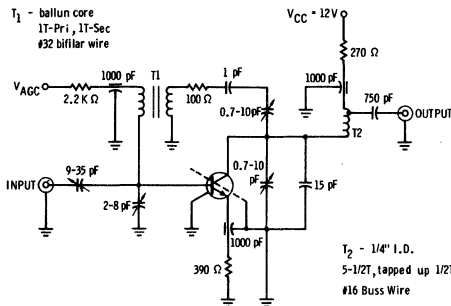 T1 - ballun core
1T-Pri, 1T-Sec
#32 bifilar wire
VCC = 12 V
270 Ω
1000 pF
T1
1 pF
1000 pF
750 pF
VAGC
2.2 K Ω
100Ω
0.7-10pF
OUTPUT
T2
9-35 pF
0.7-10
pF
15 pF
INPUT
2-8 pF
1000 pF
T2 - 1/4" I.D.
390 Ω
5-1/2T, tapped up 1/2T
#16 Buss Wire